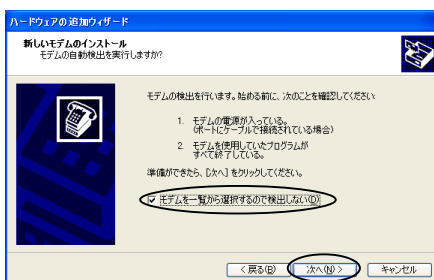 ハードウェアの追加ウィザード
新しいモデムのインストール
モデムの自動検出を実行しますか?
モデムの検出を行います。始める前に、次のことを確認してください:
1. モデムの電源が入っている。
(ポートにケーブルで接続されている場合)
2. モデムを使用していたプログラムが
すべて終了している。
準備ができたら、[次へ] をクリックしてください。
モデムを一覧から選択するので検出しない(D)
< 戻る(B) 次へ(N) > キャンセル